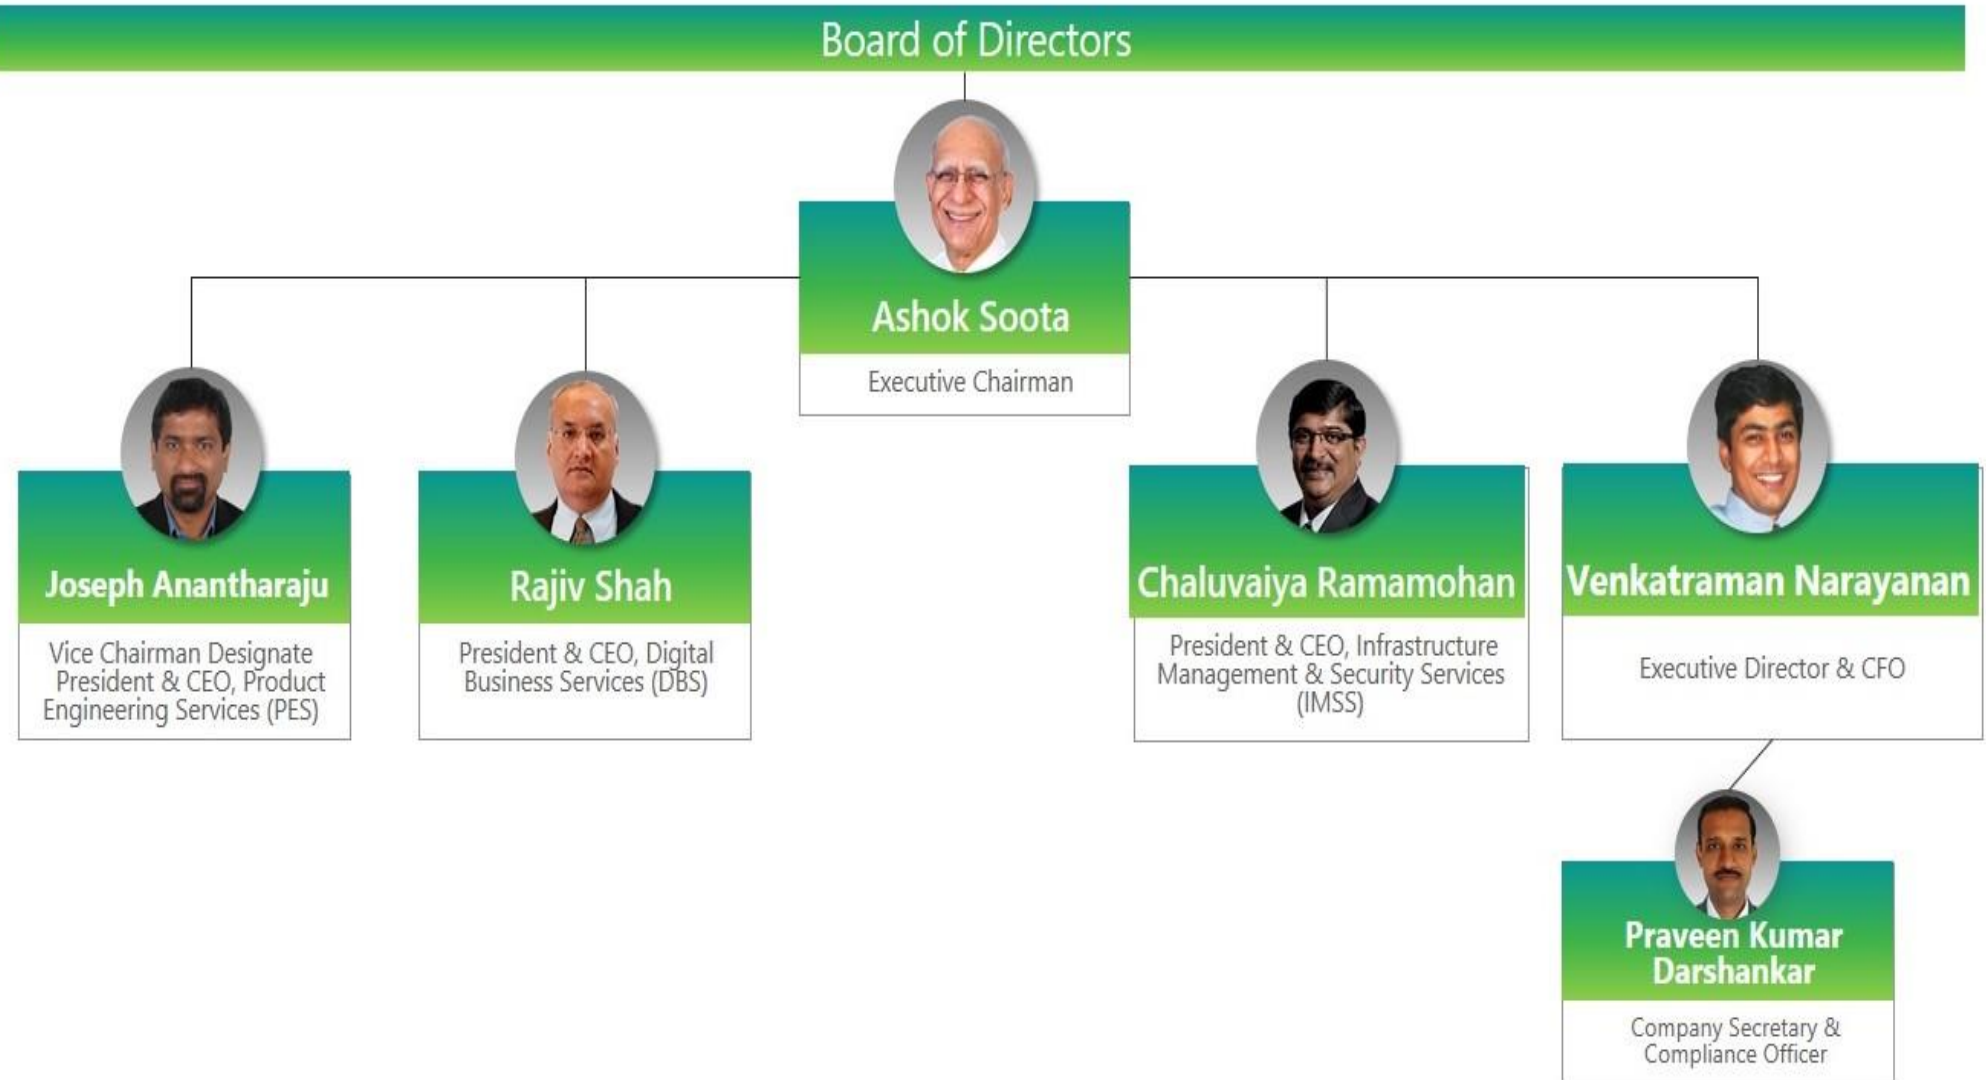 Board of Directors
Ashok Soota
Executive Chairman
Joseph Anantharaju
Vice Chairman Designate
President & CEO, Product
Engineering Services (PES)
Rajiv Shah
President & CEO, Digital
Business Services (DBS)
Chaluvaiya Ramamohan
President & CEO, Infrastructure
Management & Security Services
(IMSS)
Venkatraman Narayanan
Executive Director & CFO
Praveen Kumar
Darshankar
Company Secretary &
Compliance Officer